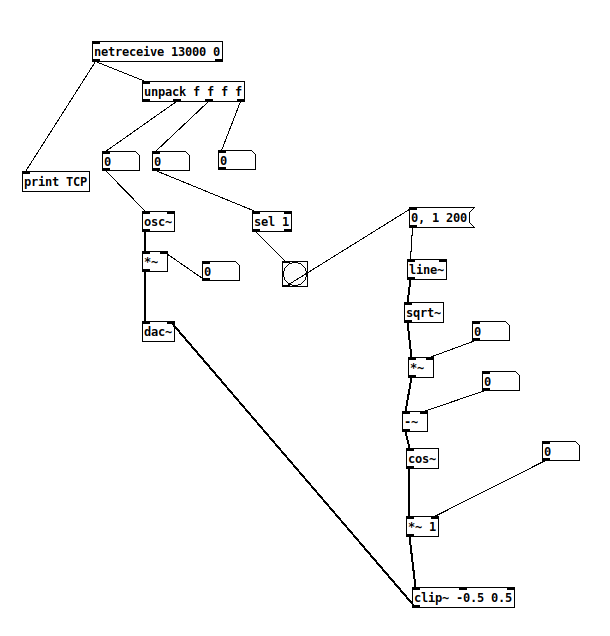 netreceive 13000 0
unpack f f f f
0
0
0
print TCP
osc~
sel 1
0, 1 200
*~
0
line~
sqrt~
dac~
0
*~
0
-~
0
cos~
*~ 1
clip~ -0.5 0.5